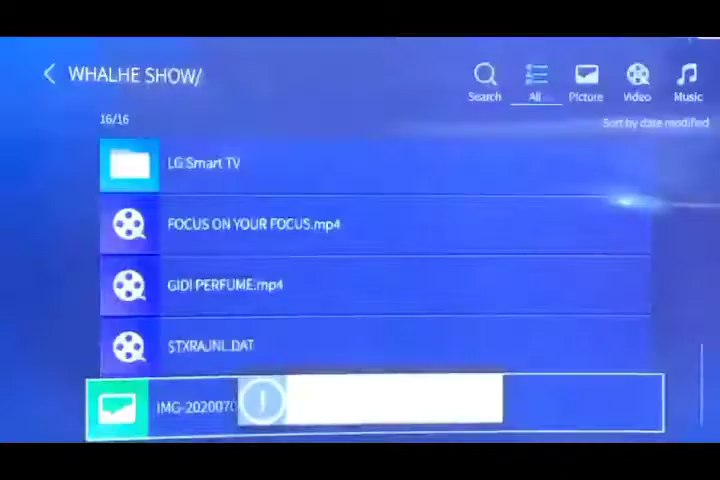 WHALHE SHOW/
Search
All
Picture
Video
Music
16/16
Sort by date modified
LG Smart TV
FOCUS ON YOUR FOCUS.mp4
GIDI PERFUME.mp4
STXRAJNL.DAT
IMG-2020070